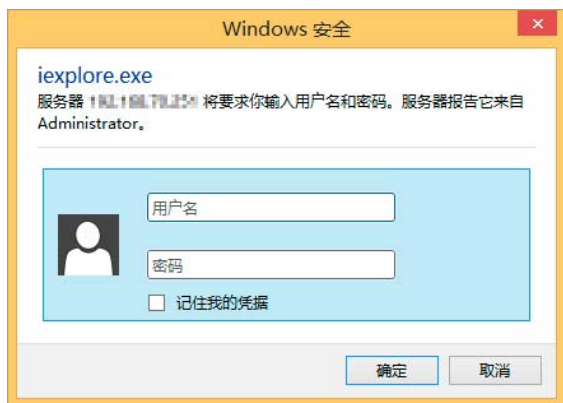 Windows 安全
iexplore.exe
服务器 将要求你输入用户名和密码。服务器报告它来自
Administrator。
用户名
密码
记住我的凭据
确定
取消